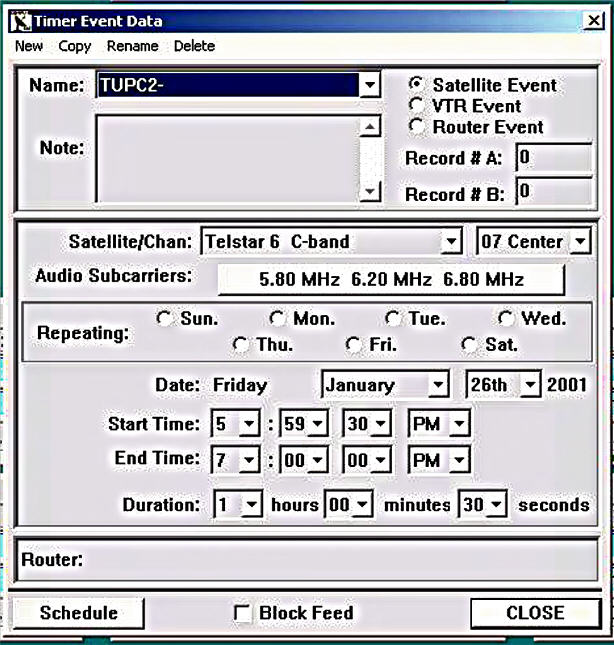 Timer Event Data
New Copy Rename Delete
Name: TUPC2-
Satellite Event
VTR Event
Router Event
Note:
Record # A: 0
Record # B: 0
Satellite/Chan: Telstar 6 C-band 07 Center
Audio Subcarriers: 5.80 MHz 6.20 MHz 6.80 MHz
Repeating: Sun. Mon. Tue. Wed.
Thu. Fri. Sat.
Date: Friday January 26th 2001
Start Time: 5 : 59 30 PM
End Time: 7 : 00 00 PM
Duration: 1 hours 00 minutes 30 seconds
Router:
Schedule Block Feed CLOSE